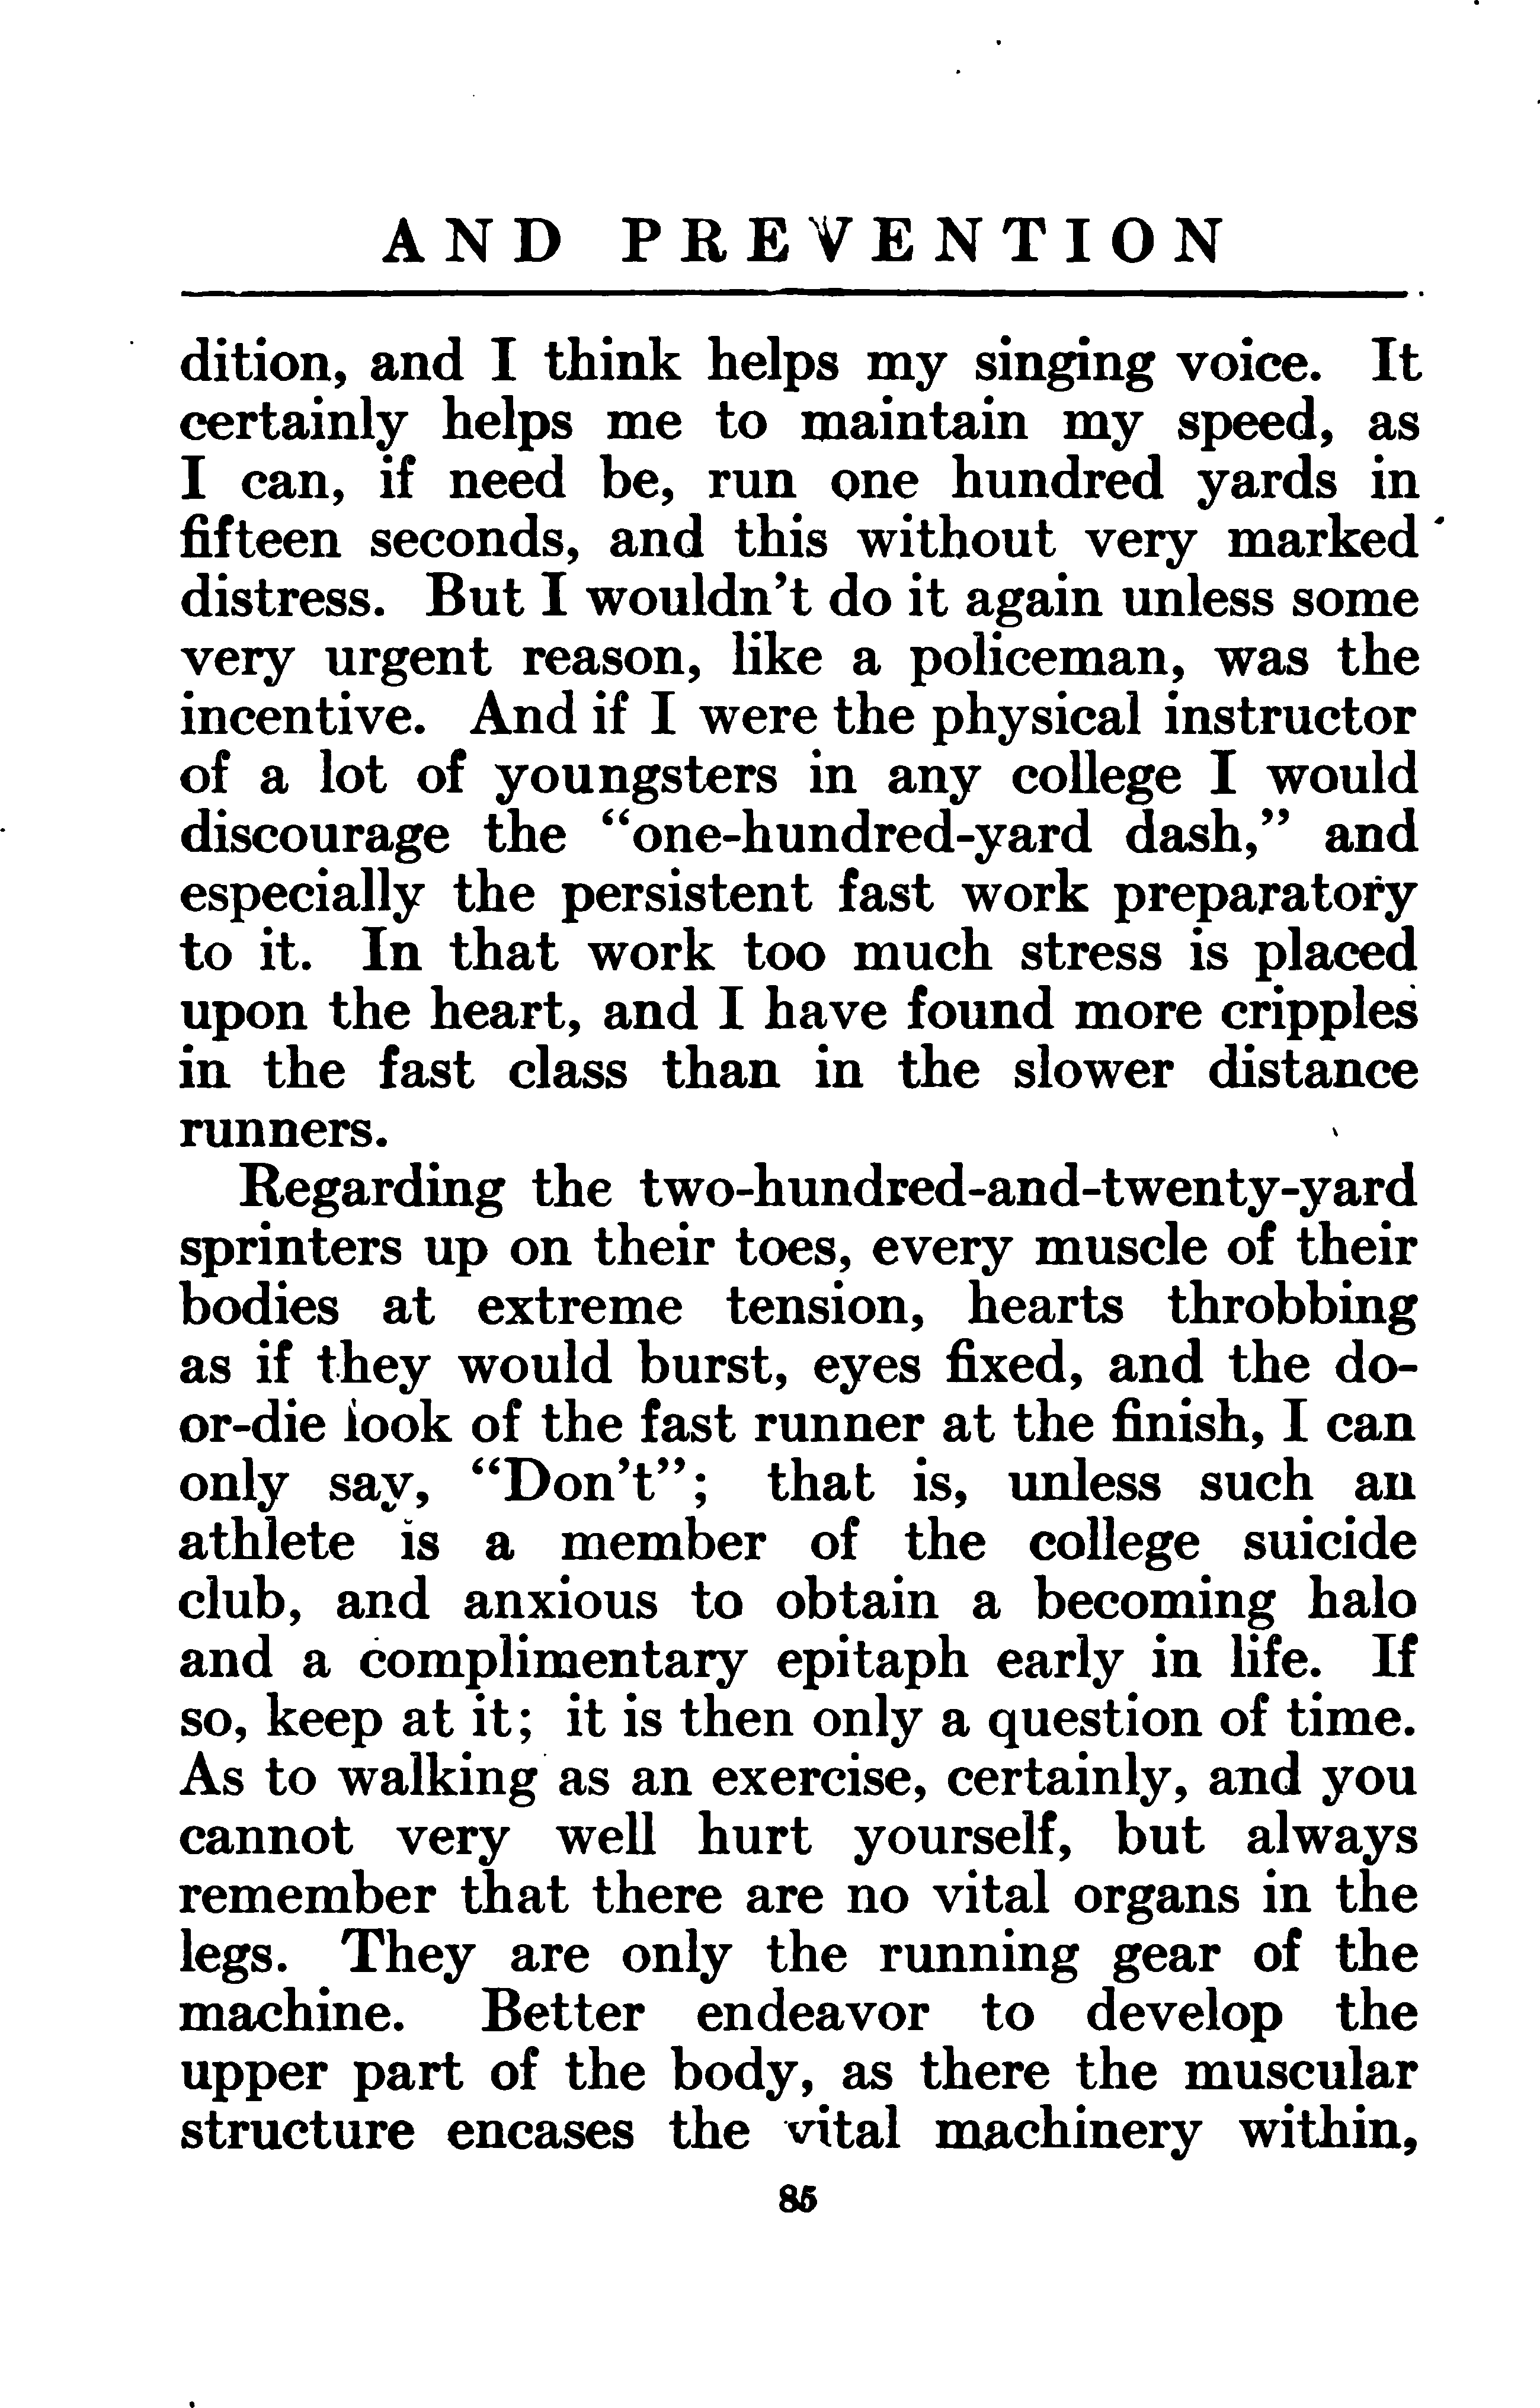 AND PREVENTION
dition, and I think helps my singing voice. It
certainly helps me to maintain my speed, as
I can, if need be, run one hundred yards in
fifteen seconds, and this without very marked
distress. But I wouldn't do it again unless some
very urgent reason, like a policeman, was the
incentive. And if I were the physical instructor
of a lot of youngsters in any college I would
discourage the “one-hundred-yard dash,” and
especially the persistent fast work preparatory
to it. In that work too much stress is placed
upon the heart, and I have found more cripples
in the fast class than in the slower distance
runners.
Regarding the two-hundred-and-twenty-yard
sprinters up on their toes, every muscle of their
bodies at extreme tension, hearts throbbing
as if they would burst, eyes fixed, and the do-
or-die look of the fast runner at the finish, I can
only say, “Don't”; that is, unless such an
athlete is a member of the college suicide
club, and anxious to obtain a becoming halo
and a complimentary epitaph early in life. If
so, keep at it; it is then only a question of time.
As to walking as an exercise, certainly, and you
cannot very well hurt yourself, but always
remember that there are no vital organs in the
legs. They are only the running gear of the
machine. Better endeavor to develop the
upper part of the body, as there the muscular
structure encases the vital machinery within,
85